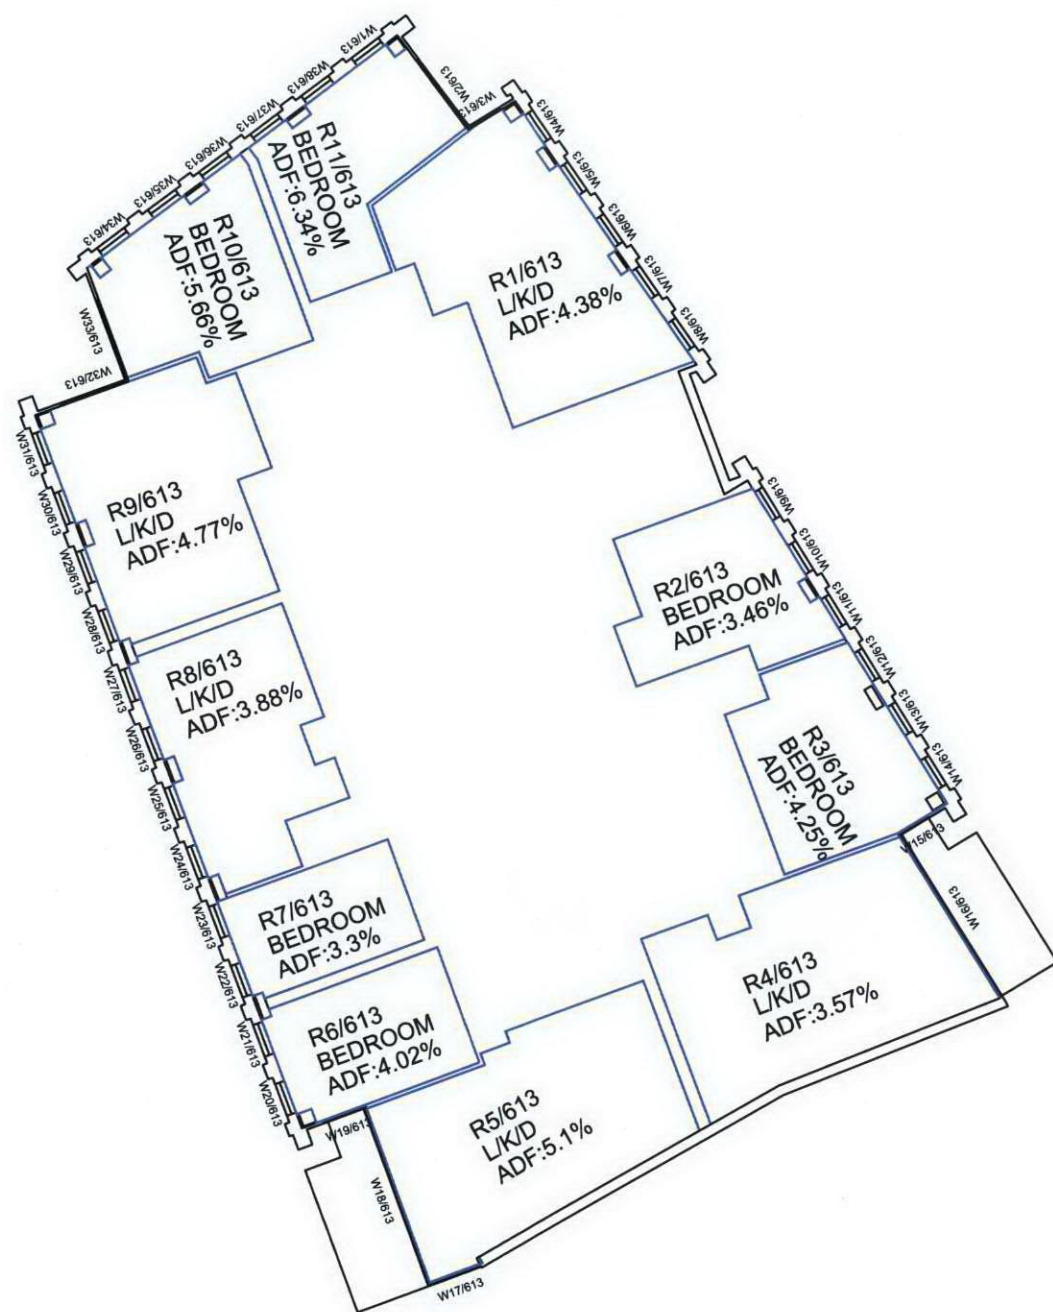 W1/613
W38/613
W37/613
W36/613
W35/613
W34/613
W33/613
W32/613
W2/613
W3/613
W4/613
W5/613
W6/613
W7/613
W8/613
R11/613
BEDROOM
ADF:6.34%
R10/613
BEDROOM
ADF:5.66%
R1/613
L/K/D
ADF:4.38%
W31/613
W30/613
W29/613
W28/613
W27/613
W26/613
W25/613
W24/613
W23/613
W22/613
W21/613
W20/613
R9/613
L/K/D
ADF:4.77%
R2/613
BEDROOM
ADF:3.46%
W9/613
W10/613
W11/613
W12/613
W13/613
W14/613
W15/613
W16/613
R8/613
L/K/D
ADF:3.88%
R3/613
BEDROOM
ADF:4.25%
R7/613
BEDROOM
ADF:3.3%
R4/613
L/K/D
ADF:3.57%
R6/613
BEDROOM
ADF:4.02%
R5/613
L/K/D
ADF:5.1%
W19/613
W18/613
W17/613